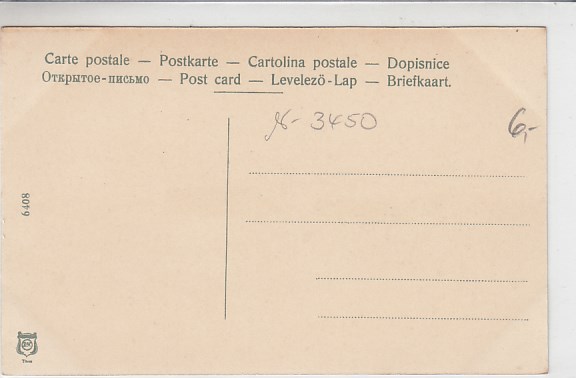 Carte postale — Postkarte — Cartolina postale — Dopisnice
Открытое-письмо — Post card — Levelezö-Lap — Briefkaart.
3450
6,-
6408